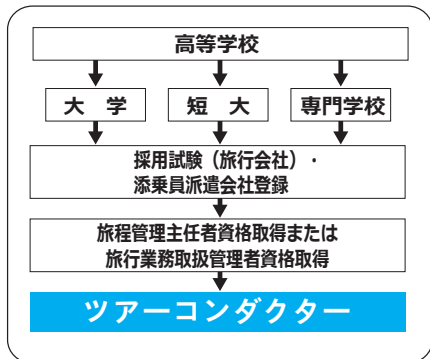 高等学校
大　学
短　大
専門学校
採用試験（旅行会社）・
添乗員派遣会社登録
旅程管理主任者資格取得または
旅行業務取扱管理者資格取得
ツアーコンダクター